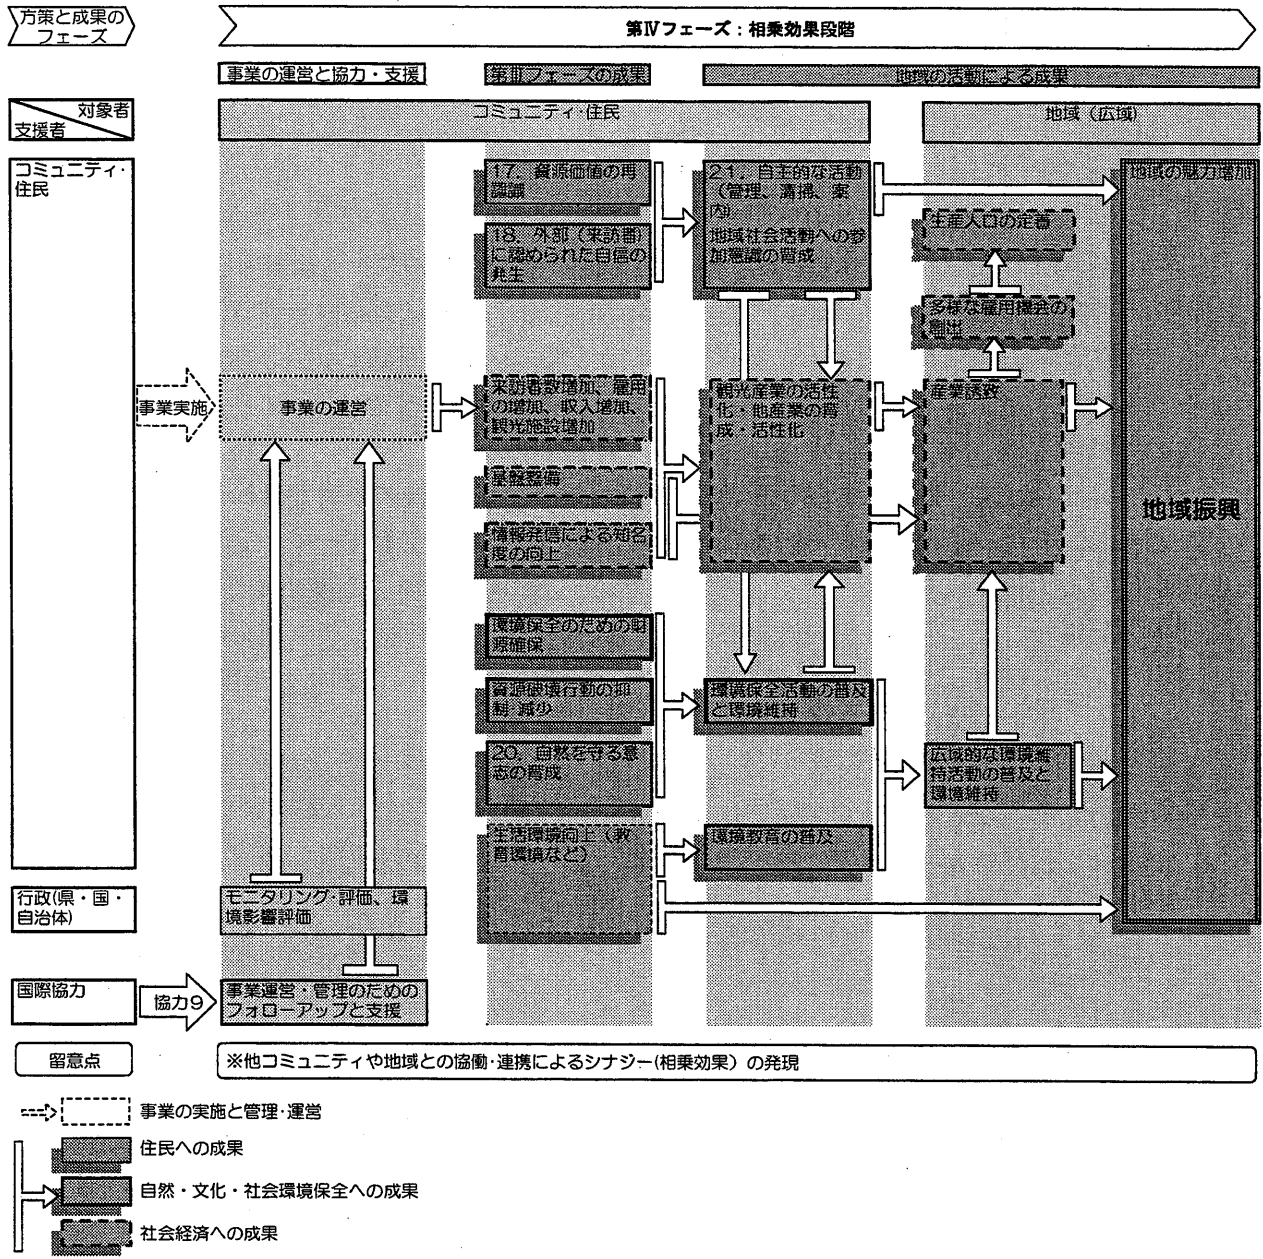 方策と成果の
フェーズ
第Ⅳフェーズ：相乗効果段階
事業の運営と協力・支援
第Ⅲフェーズの成果
地域の活動による成果
対象者
支援者
コミュニティ・住民
地域（広域）
コミュニティ・
住民
17．資源価値の再
認識
18．外部（来訪者）
に認められた自信の
発生
21．自主的な活動
（管理、清掃、案
内）
地域社会活動への参
加意識の育成
地域の魅力増加
生産人口の定着
多様な雇用機会の
創出
事業実施
事業の運営
来訪者数増加、雇用
の増加、収入増加、
観光施設増加
観光産業の活性
化・他産業の育
成・活性化
産業誘致
基盤整備
地域振興
情報発信による知名
度の向上
環境保全のための財
源確保
資源破壊行動の抑
制・減少
環境保全活動の普及
と環境維持
20．自然を守る意
志の育成
広域的な環境維
持活動の普及と
環境維持
生活環境向上（教
育環境など）
環境教育の普及
行政(県・国・
自治体)
モニタリング・評価、環
境影響評価
国際協力
協力９
事業運営・管理のための
フォローアップと支援
留意点
※他コミュニティや地域との協働・連携によるシナジー(相乗効果）の発現
事業の実施と管理・運営
住民への成果
自然・文化・社会環境保全への成果
社会経済への成果